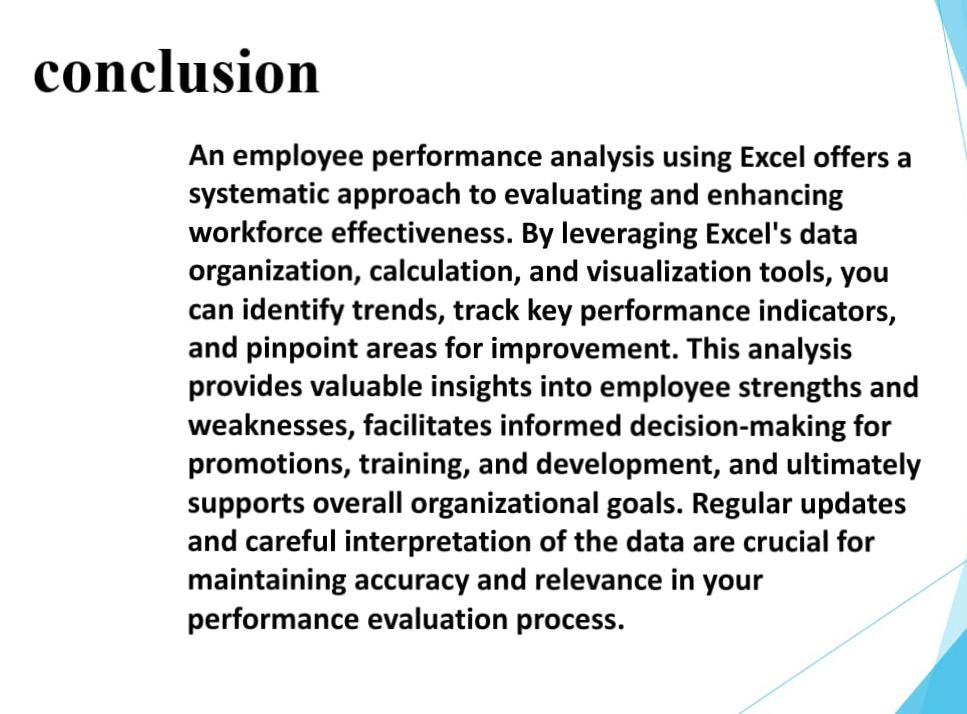 conclusion
An employee performance analysis using Excel offers a
systematic approach to evaluating and enhancing
workforce effectiveness. By leveraging Excel's data
organization, calculation, and visualization tools, you
can identify trends, track key performance indicators,
and pinpoint areas for improvement. This analysis
provides valuable insights into employee strengths and
weaknesses, facilitates informed decision-making for
promotions, training, and development, and ultimately
supports overall organizational goals. Regular updates
and careful interpretation of the data are crucial for
maintaining accuracy and relevance in your
performance evaluation process.